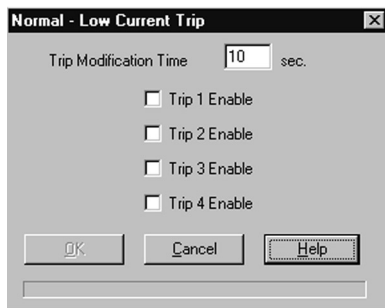 Normal - Low Current Trip
Trip Modification Time 10 sec.
Trip 1 Enable
Trip 2 Enable
Trip 3 Enable
Trip 4 Enable
OK Cancel Help